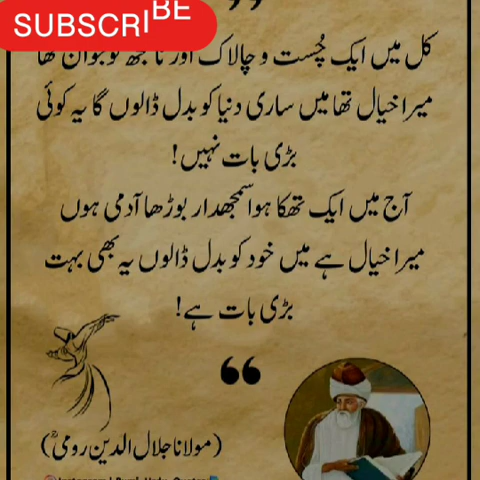 SUBSCRIBE
کل میں ایک چُست و چالاک اور نا سمجھ نوجوان تھا
میرا خیال تھا میں ساری دنیا کو بدل ڈالوں گا یہ کوئی
بڑی بات نہیں!
آج میں ایک تھکا ہوا سمجھدار بوڑھا آدمی ہوں
میرا خیال ہے میں خود کو بدل ڈالوں یہ بھی بہت
بڑی بات ہے!
(مولانا جلال الدین رومیؒ)